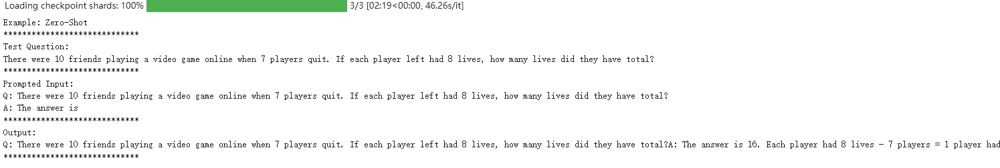 Loading checkpoint shards: 100% 3/3 [02:19<00:00, 46.26s/it]
Example: Zero-Shot
*****************************
Test Question:
There were 10 friends playing a video game online when 7 players quit. If each player left had 8 lives, how many lives did they have total?
*****************************
Prompted Input:
Q: There were 10 friends playing a video game online when 7 players quit. If each player left had 8 lives, how many lives did they have total?
A: The answer is
*****************************
Output:
Q: There were 10 friends playing a video game online when 7 players quit. If each player left had 8 lives, how many lives did they have total?A: The answer is 16. Each player had 8 lives - 7 players = 1 player had
*****************************